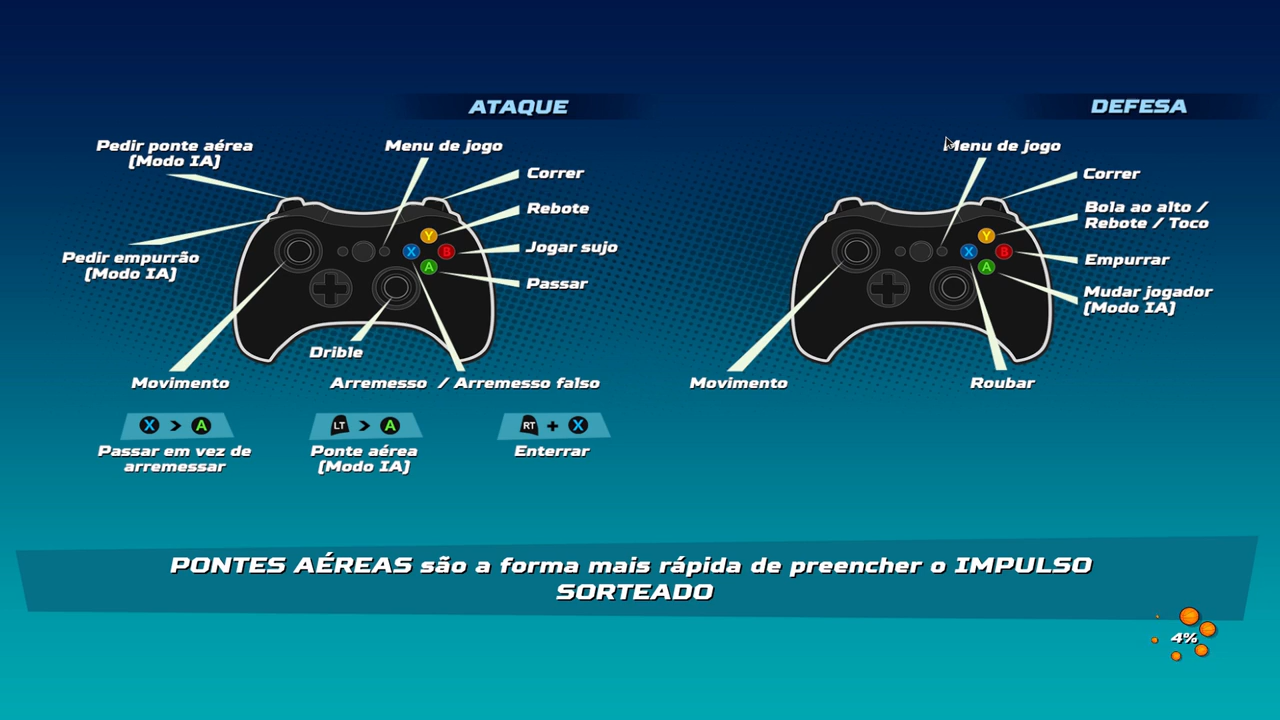 ATAQUE
Pedir ponte aérea
(Modo IA)
Menu de jogo
Correr
Rebote
Jogar sujo
Passar
Pedir empurrão
(Modo IA)
Y
X
B
A
Drible
Movimento
Arremesso / Arremesso falso
X > A
Passar em vez de
arremessar
LT > A
Ponte aérea
(Modo IA)
RT + X
Enterrar
DEFESA
Menu de jogo
Correr
Bola ao alto /
Rebote / Toco
Empurrar
Mudar jogador
(Modo IA)
Y
X
B
A
Movimento
Roubar
PONTES AÉREAS são a forma mais rápida de preencher o IMPULSO
SORTEADO
4%